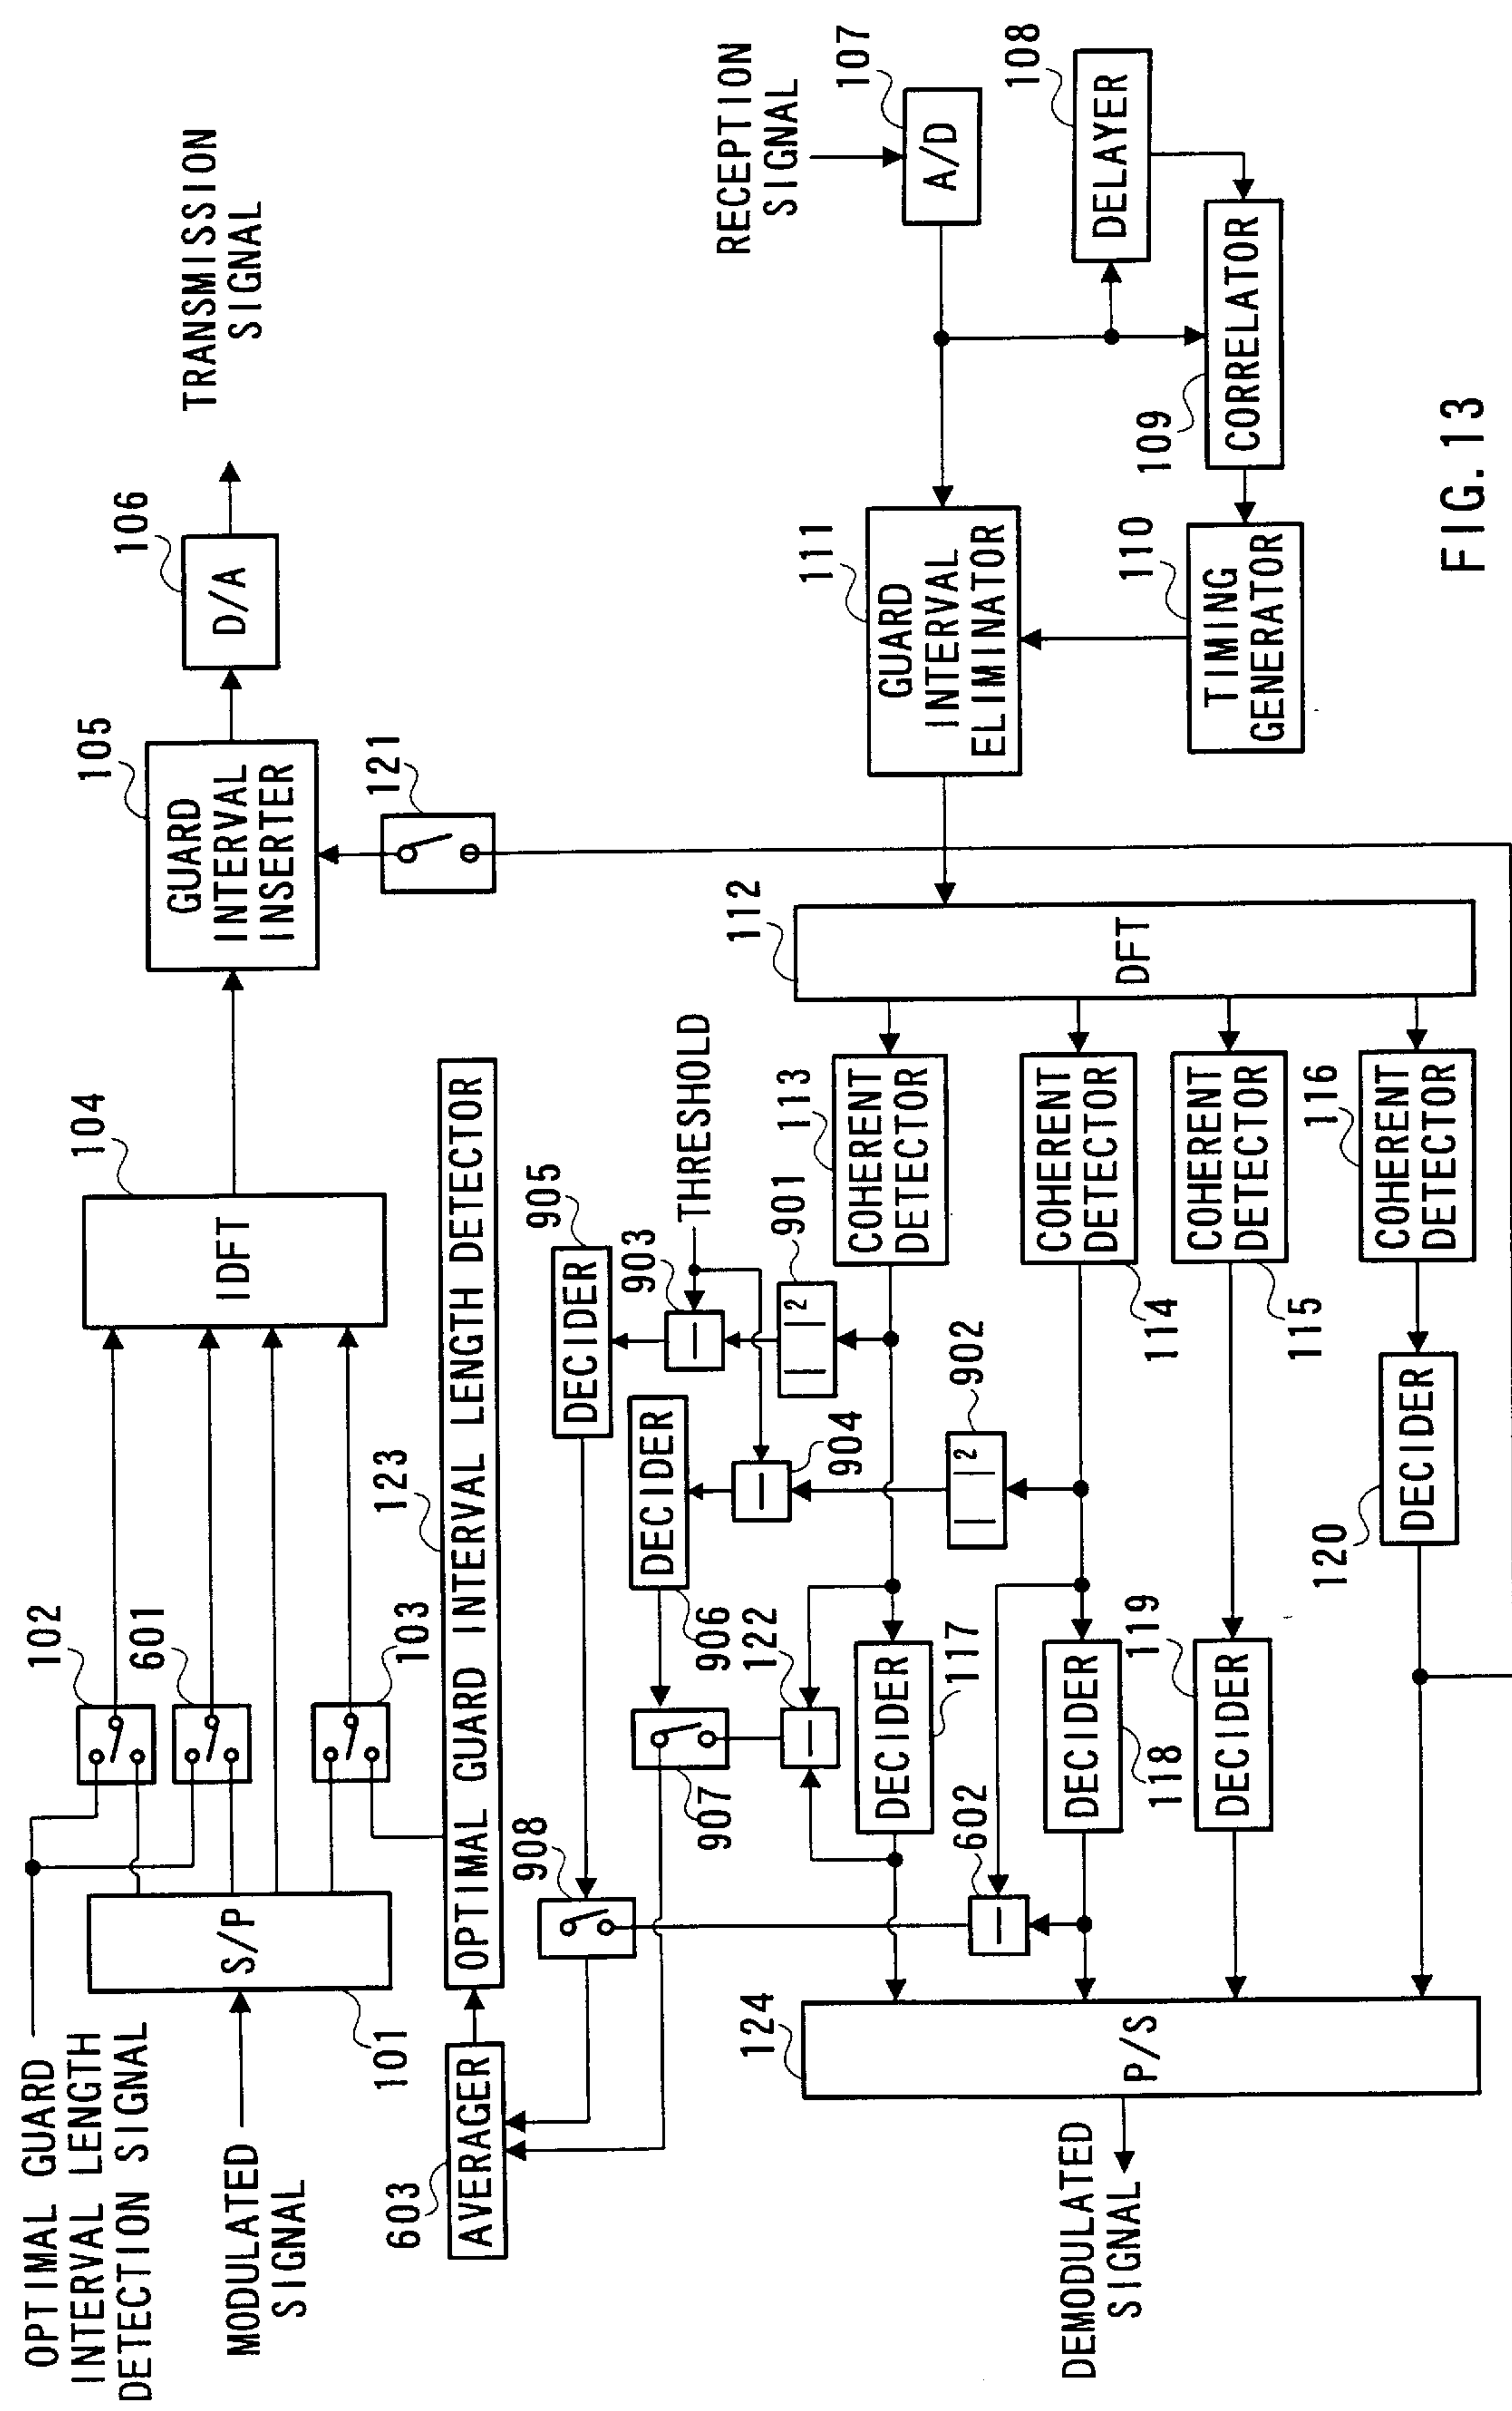 OPTIMAL GUARD
INTERVAL LENGTH
DETECTION SIGNAL
MODULATED
SIGNAL
101
S/P
102
601
103
104
IDFT
105
GUARD
INTERVAL
INSERTER
106
D/A
TRANSMISSION
SIGNAL
121
123
OPTIMAL GUARD INTERVAL LENGTH DETECTOR
603
AVERAGER
908
905
DECIDER
906
DECIDER
907
903
904
THRESHOLD
901
| |2
902
| |2
122
602
113
COHERENT
DETECTOR
114
COHERENT
DETECTOR
115
COHERENT
DETECTOR
116
COHERENT
DETECTOR
117
DECIDER
118
DECIDER
119
DECIDER
120
DECIDER
124
P/S
DEMODULATED
SIGNAL
112
DFT
111
GUARD
INTERVAL
ELIMINATOR
110
TIMING
GENERATOR
109
CORRELATOR
108
DELAYER
107
A/D
RECEPTION
SIGNAL
FIG. 13